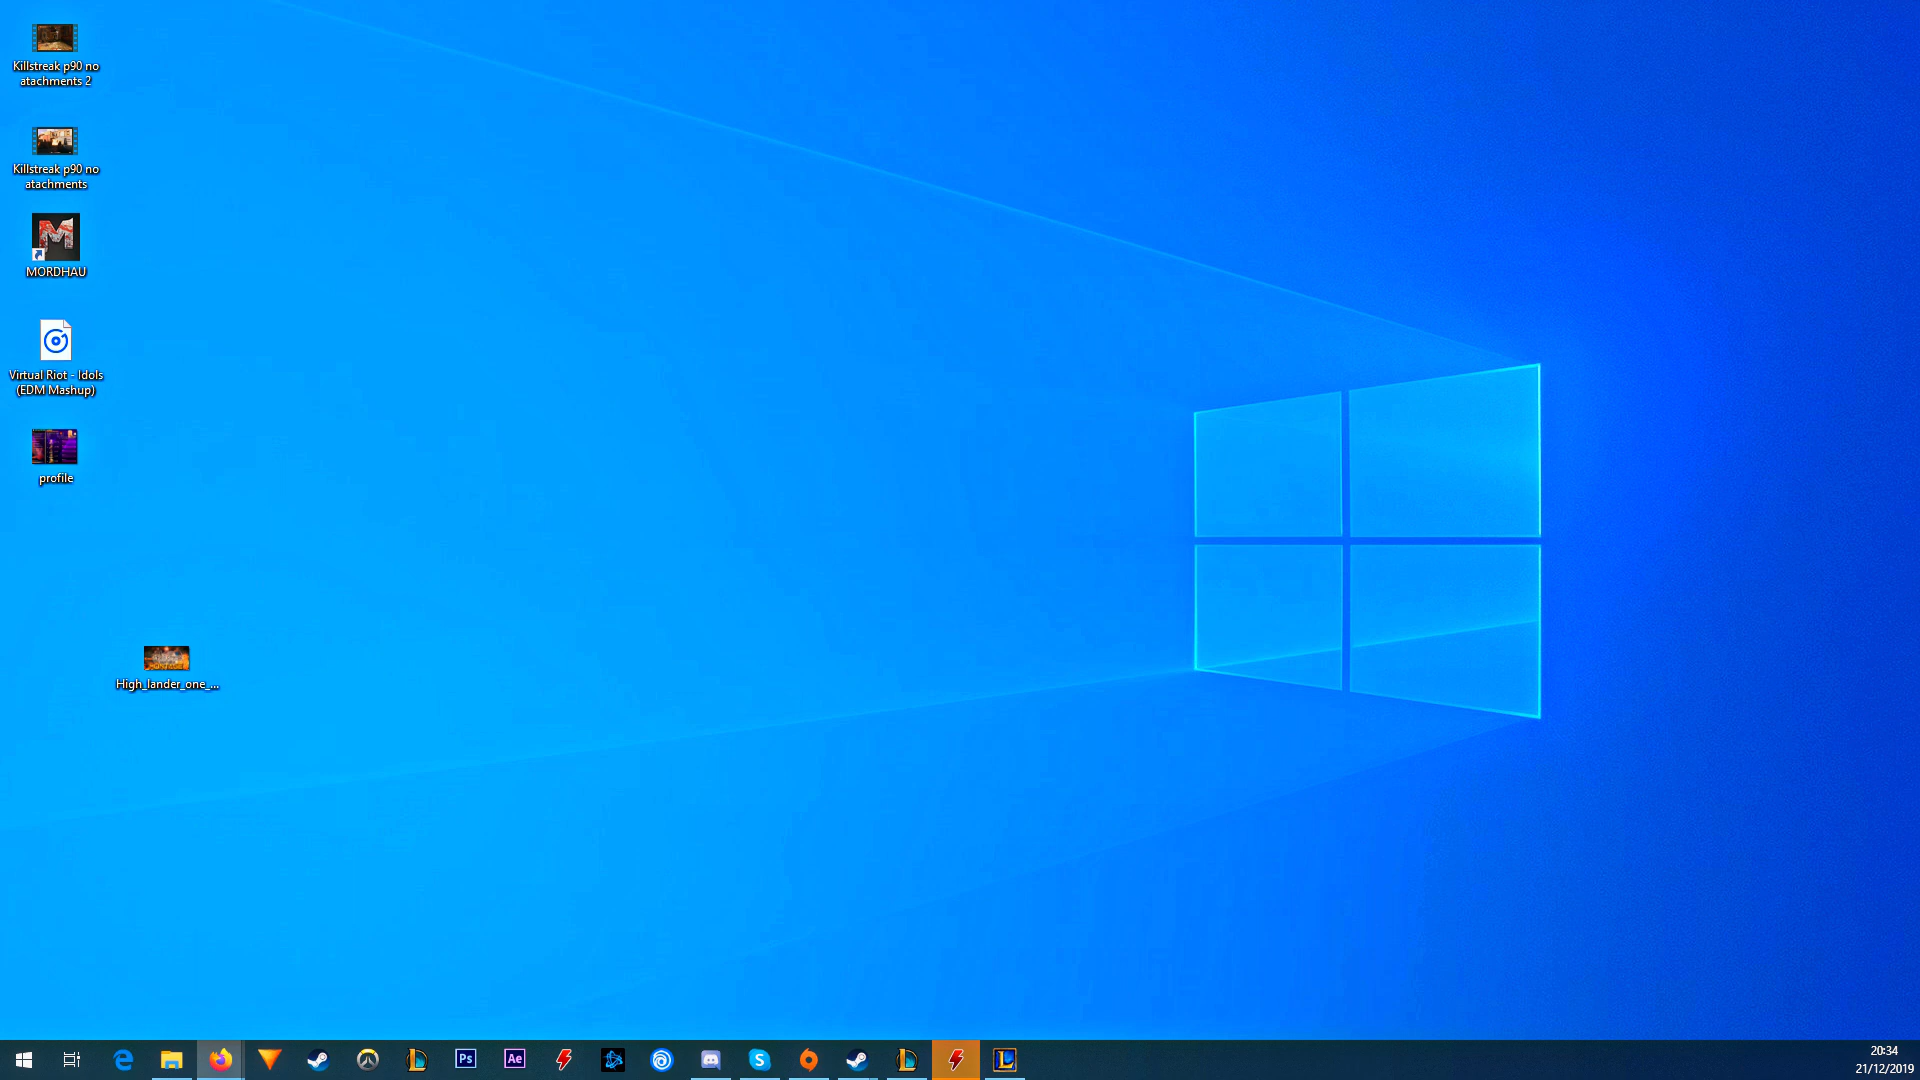 Killstreak p90 no
atachments 2
Killstreak p90 no
atachments
MORDHAU
Virtual Riot - Idols
(EDM Mashup)
profile
High_lander_one_...
Ps
Ae
20:34
21/12/2019